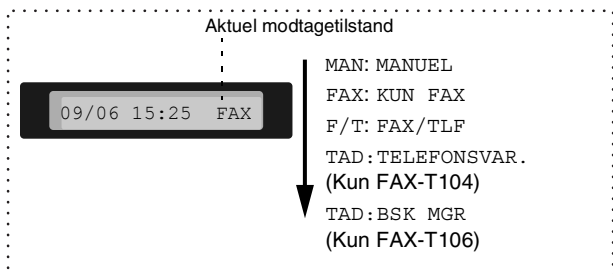 Aktuel modtagetilstand
09/06 15:25 FAX
MAN: MANUEL
FAX: KUN FAX
F/T: FAX/TLF
TAD:TELEFONSVAR.
(Kun FAX-T104)
TAD:BSK MGR
(Kun FAX-T106)